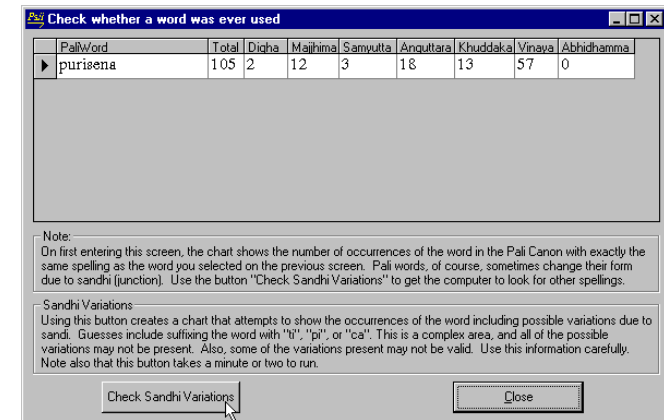 Pali Check whether a word was ever used
PaliWord Total Digha Majjhima Samyutta Anguttara Khuddaka Vinaya Abhidhamma
purisena 105 2 12 3 18 13 57 0
Note:
On first entering this screen, the chart shows the number of occurrences of the word in the Pali Canon with exactly the
same spelling as the word you selected on the previous screen. Pali words, of course, sometimes change their form
due to sandhi (junction). Use the button "Check Sandhi Variations" to get the computer to look for other spellings.
Sandhi Variations
Using this button creates a chart that attempts to show the occurrences of the word including possible variations due to
sandi. Guesses include suffixing the word with "ti", "pi", or "ca". This is a complex area, and all of the possible
variations may not be present. Also, some of the variations present may not be valid. Use this information carefully.
Note also that this button takes a minute or two to run.
Check Sandhi Variations Close